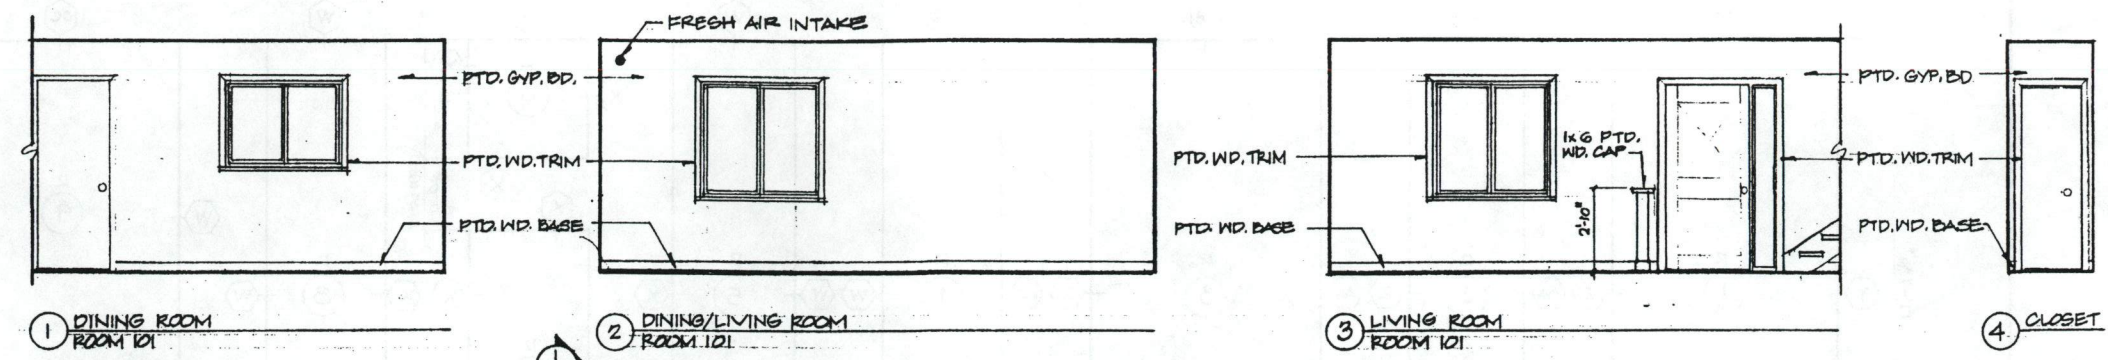 FRESH AIR INTAKE
PTD. GYP. BD.
PTD. WD. TRIM
PTD. WD. BASE
1 DINING ROOM
ROOM 101
2 DINING/LIVING ROOM
ROOM 101
PTD. WD. TRIM
PTD. WD. BASE
1x6 PTD.
WD. CAP
2'-10"
PTD. GYP. BD
PTD. WD. TRIM
PTD. WD. BASE
3 LIVING ROOM
ROOM 101
4 CLOSET
1